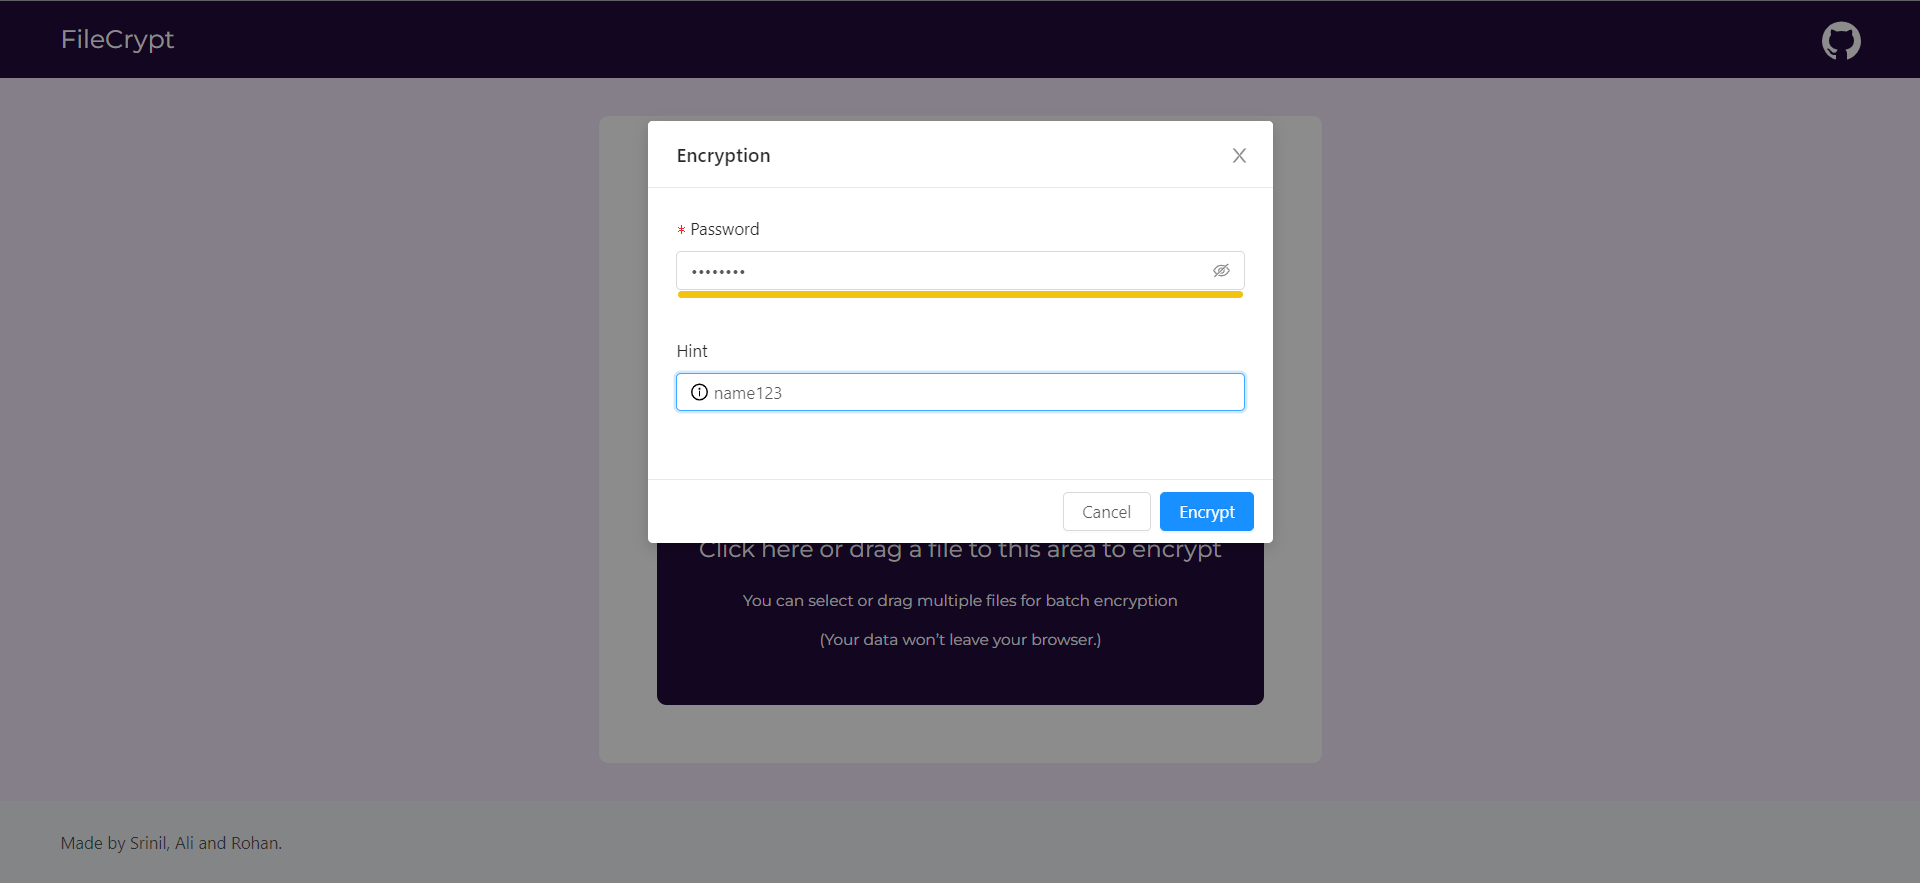 FileCrypt
Encryption
* Password
••••••••
Hint
name123
Cancel
Encrypt
Click here or drag a file to this area to encrypt
You can select or drag multiple files for batch encryption
(Your data won’t leave your browser.)
Made by Srinil, Ali and Rohan.